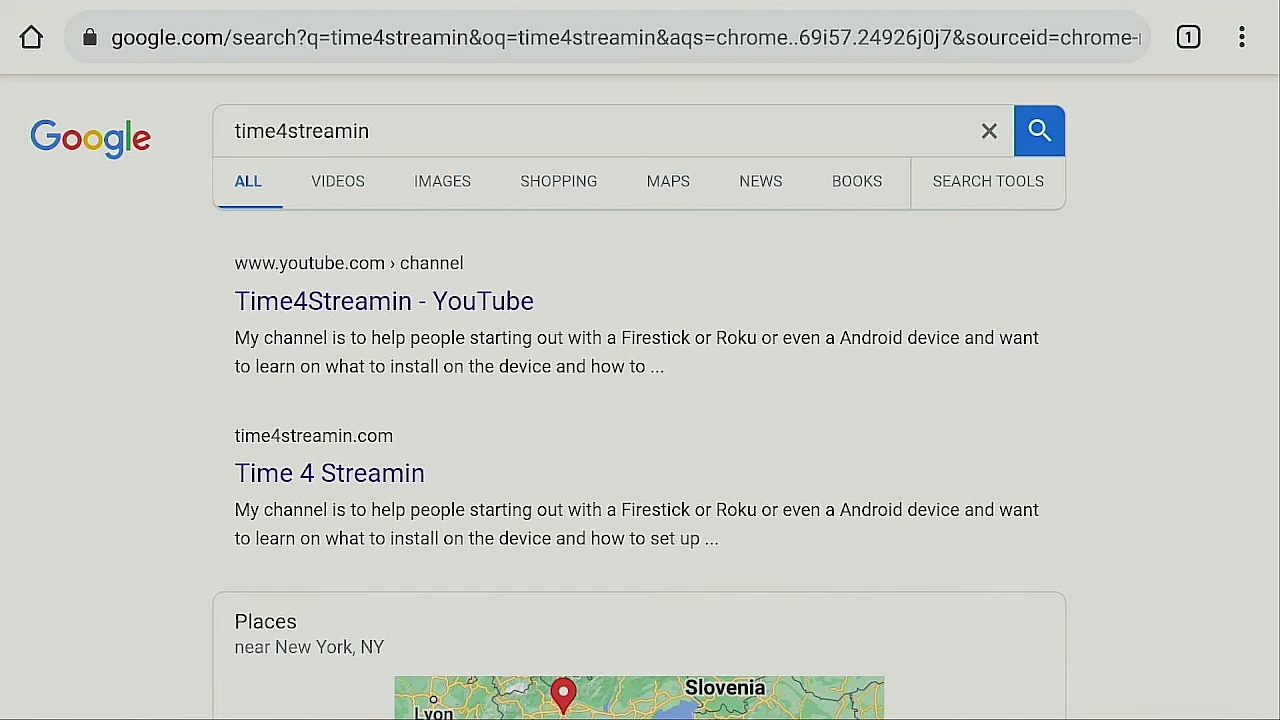 google.com/search?q=time4streamin&oq=time4streamin&aqs=chrome..69i57.24926j0j7&sourceid=chrome-
1
Google
time4streamin
ALL VIDEOS IMAGES SHOPPING MAPS NEWS BOOKS SEARCH TOOLS
www.youtube.com › channel
Time4Streamin - YouTube
My channel is to help people starting out with a Firestick or Roku or even a Android device and want
to learn on what to install on the device and how to ...
time4streamin.com
Time 4 Streamin
My channel is to help people starting out with a Firestick or Roku or even a Android device and want
to learn on what to install on the device and how to set up ...
Places
near New York, NY
Slovenia
Lyon